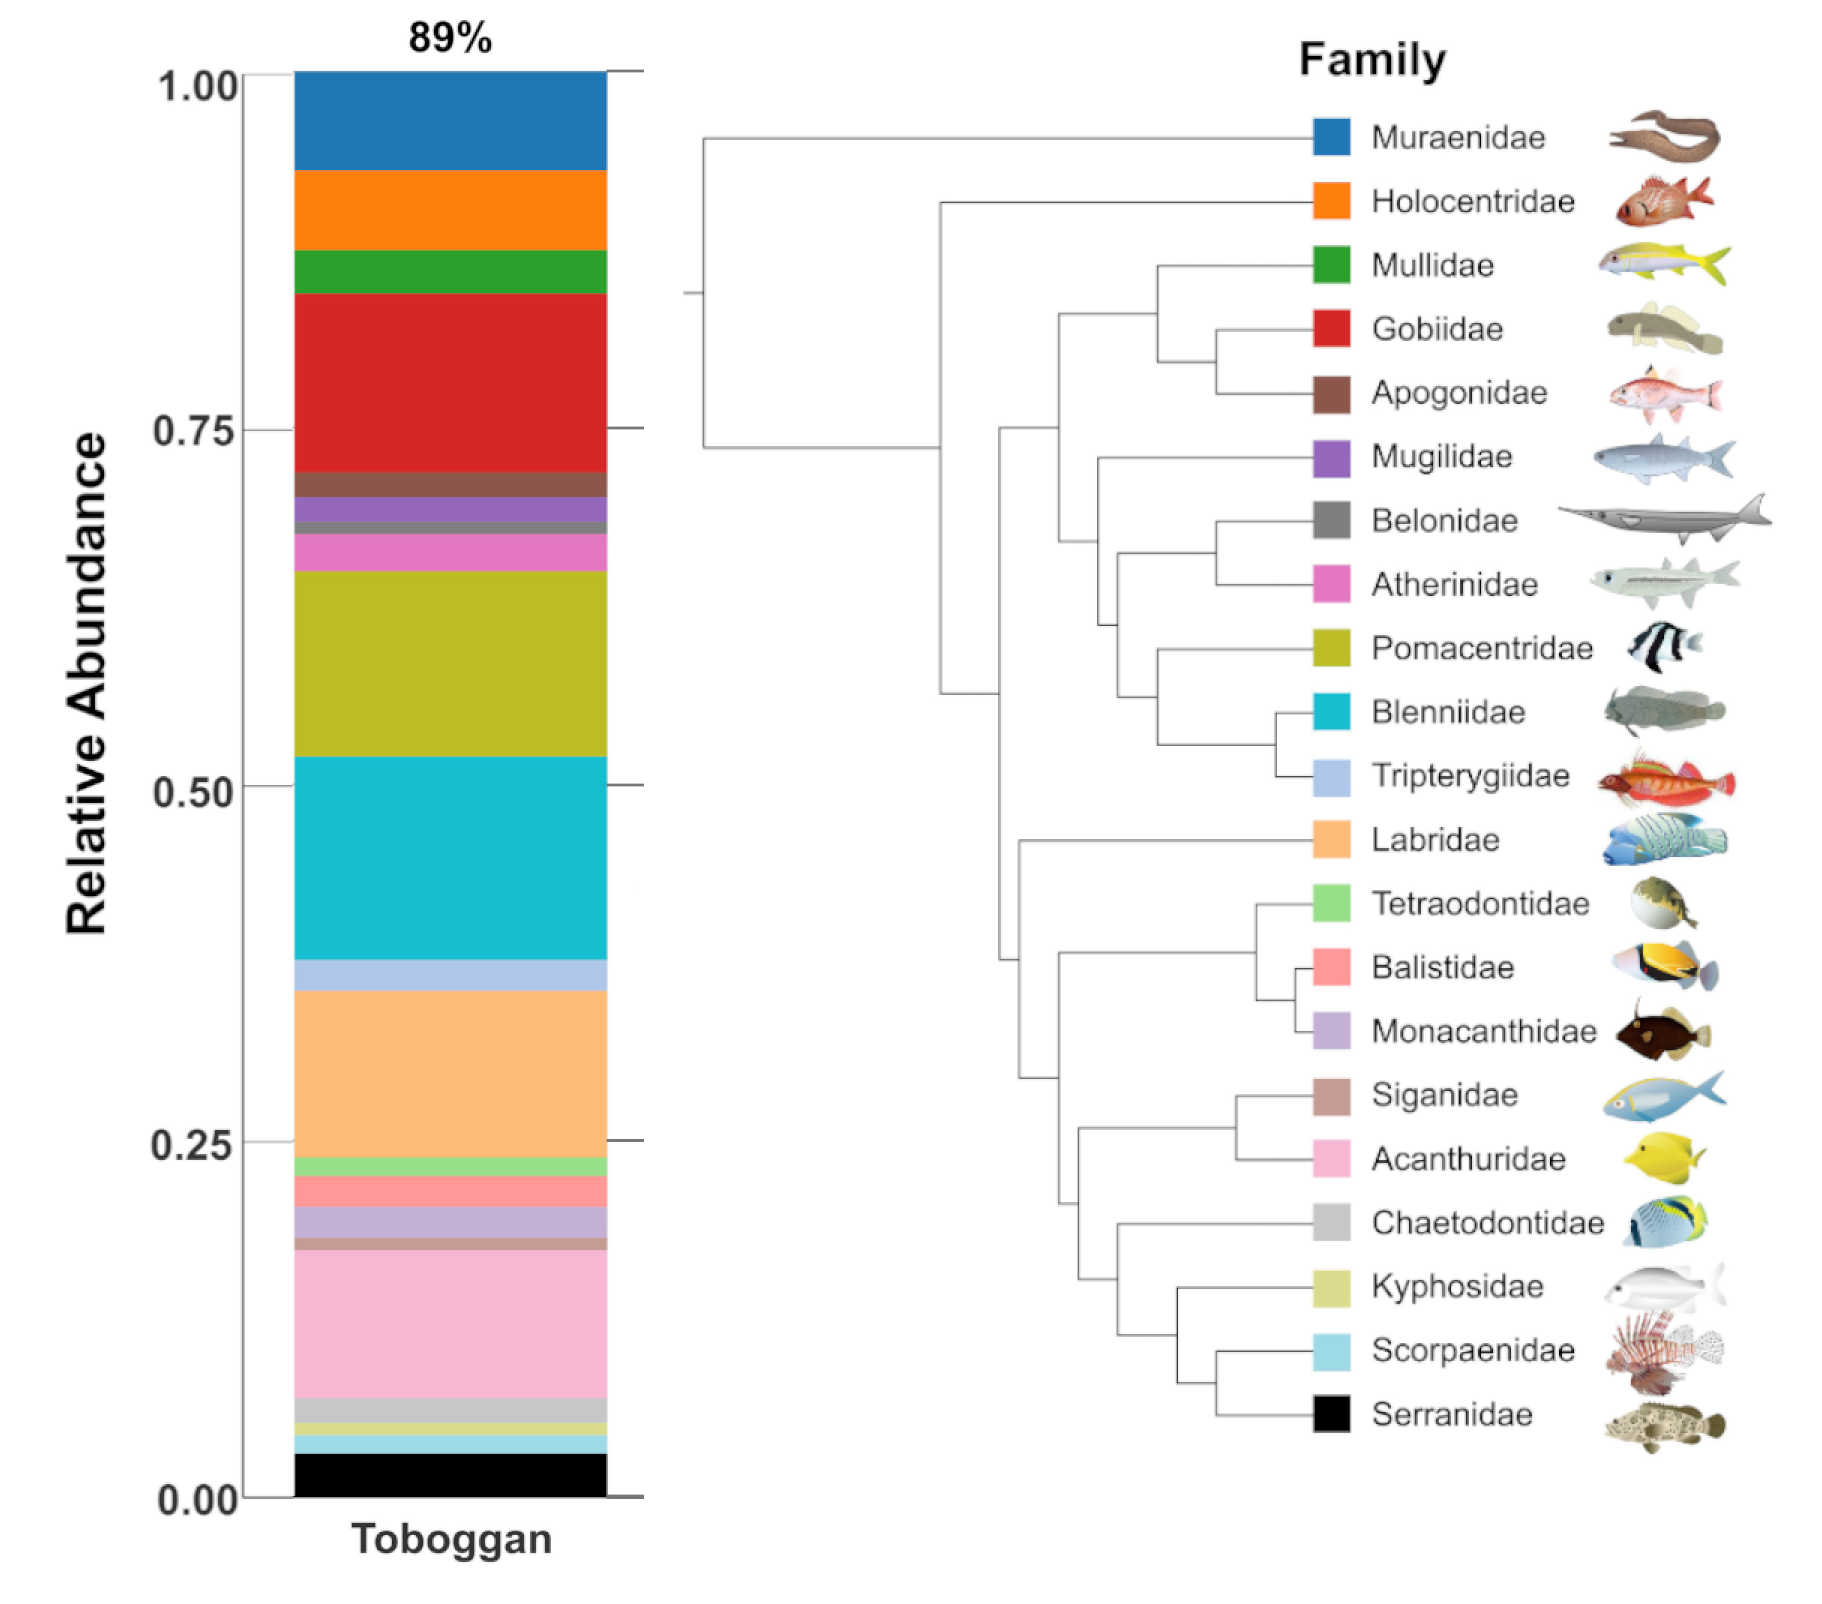 89%
1.00
0.75
0.50
0.25
0.00
Relative Abundance
Toboggan
Family
Muraenidae
Holocentridae
Mullidae
Gobiidae
Apogonidae
Mugilidae
Belonidae
Atherinidae
Pomacentridae
Blenniidae
Tripterygiidae
Labridae
Tetraodontidae
Balistidae
Monacanthidae
Siganidae
Acanthuridae
Chaetodontidae
Kyphosidae
Scorpaenidae
Serranidae